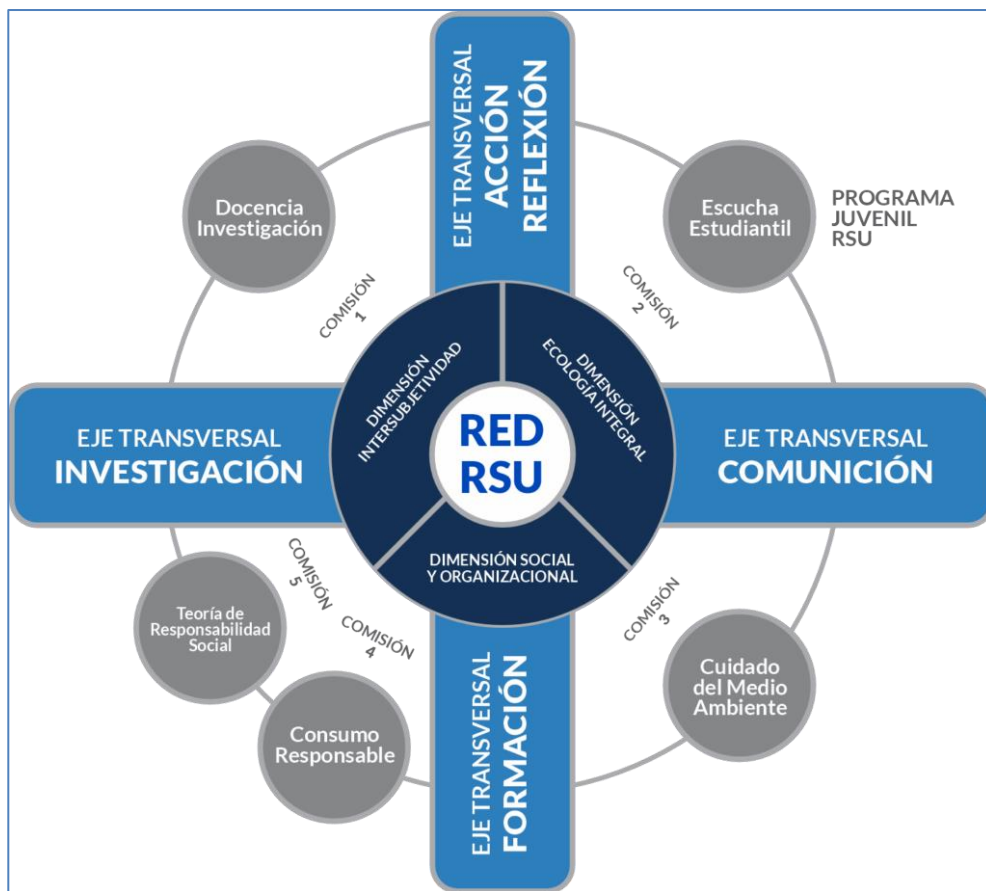 EJE TRANSVERSAL
ACCIÓN
REFLEXIÓN
Docencia
Investigación
COMISIÓN
1
Escucha
Estudiantil
PROGRAMA
JUVENIL
RSU
COMISIÓN
2
DIMENSIÓN
INTERSUBJETIVIDAD
DIMENSIÓN
ECOLOGÍA INTEGRAL
RED
RSU
EJE TRANSVERSAL
INVESTIGACIÓN
EJE TRANSVERSAL
COMUNICIÓN
DIMENSIÓN SOCIAL
Y ORGANIZACIONAL
COMISIÓN
5
Teoría de
Responsabilidad
Social
COMISIÓN
4
Consumo
Responsable
EJE TRANSVERSAL
FORMACIÓN
COMISIÓN
3
Cuidado
del Medio
Ambiente